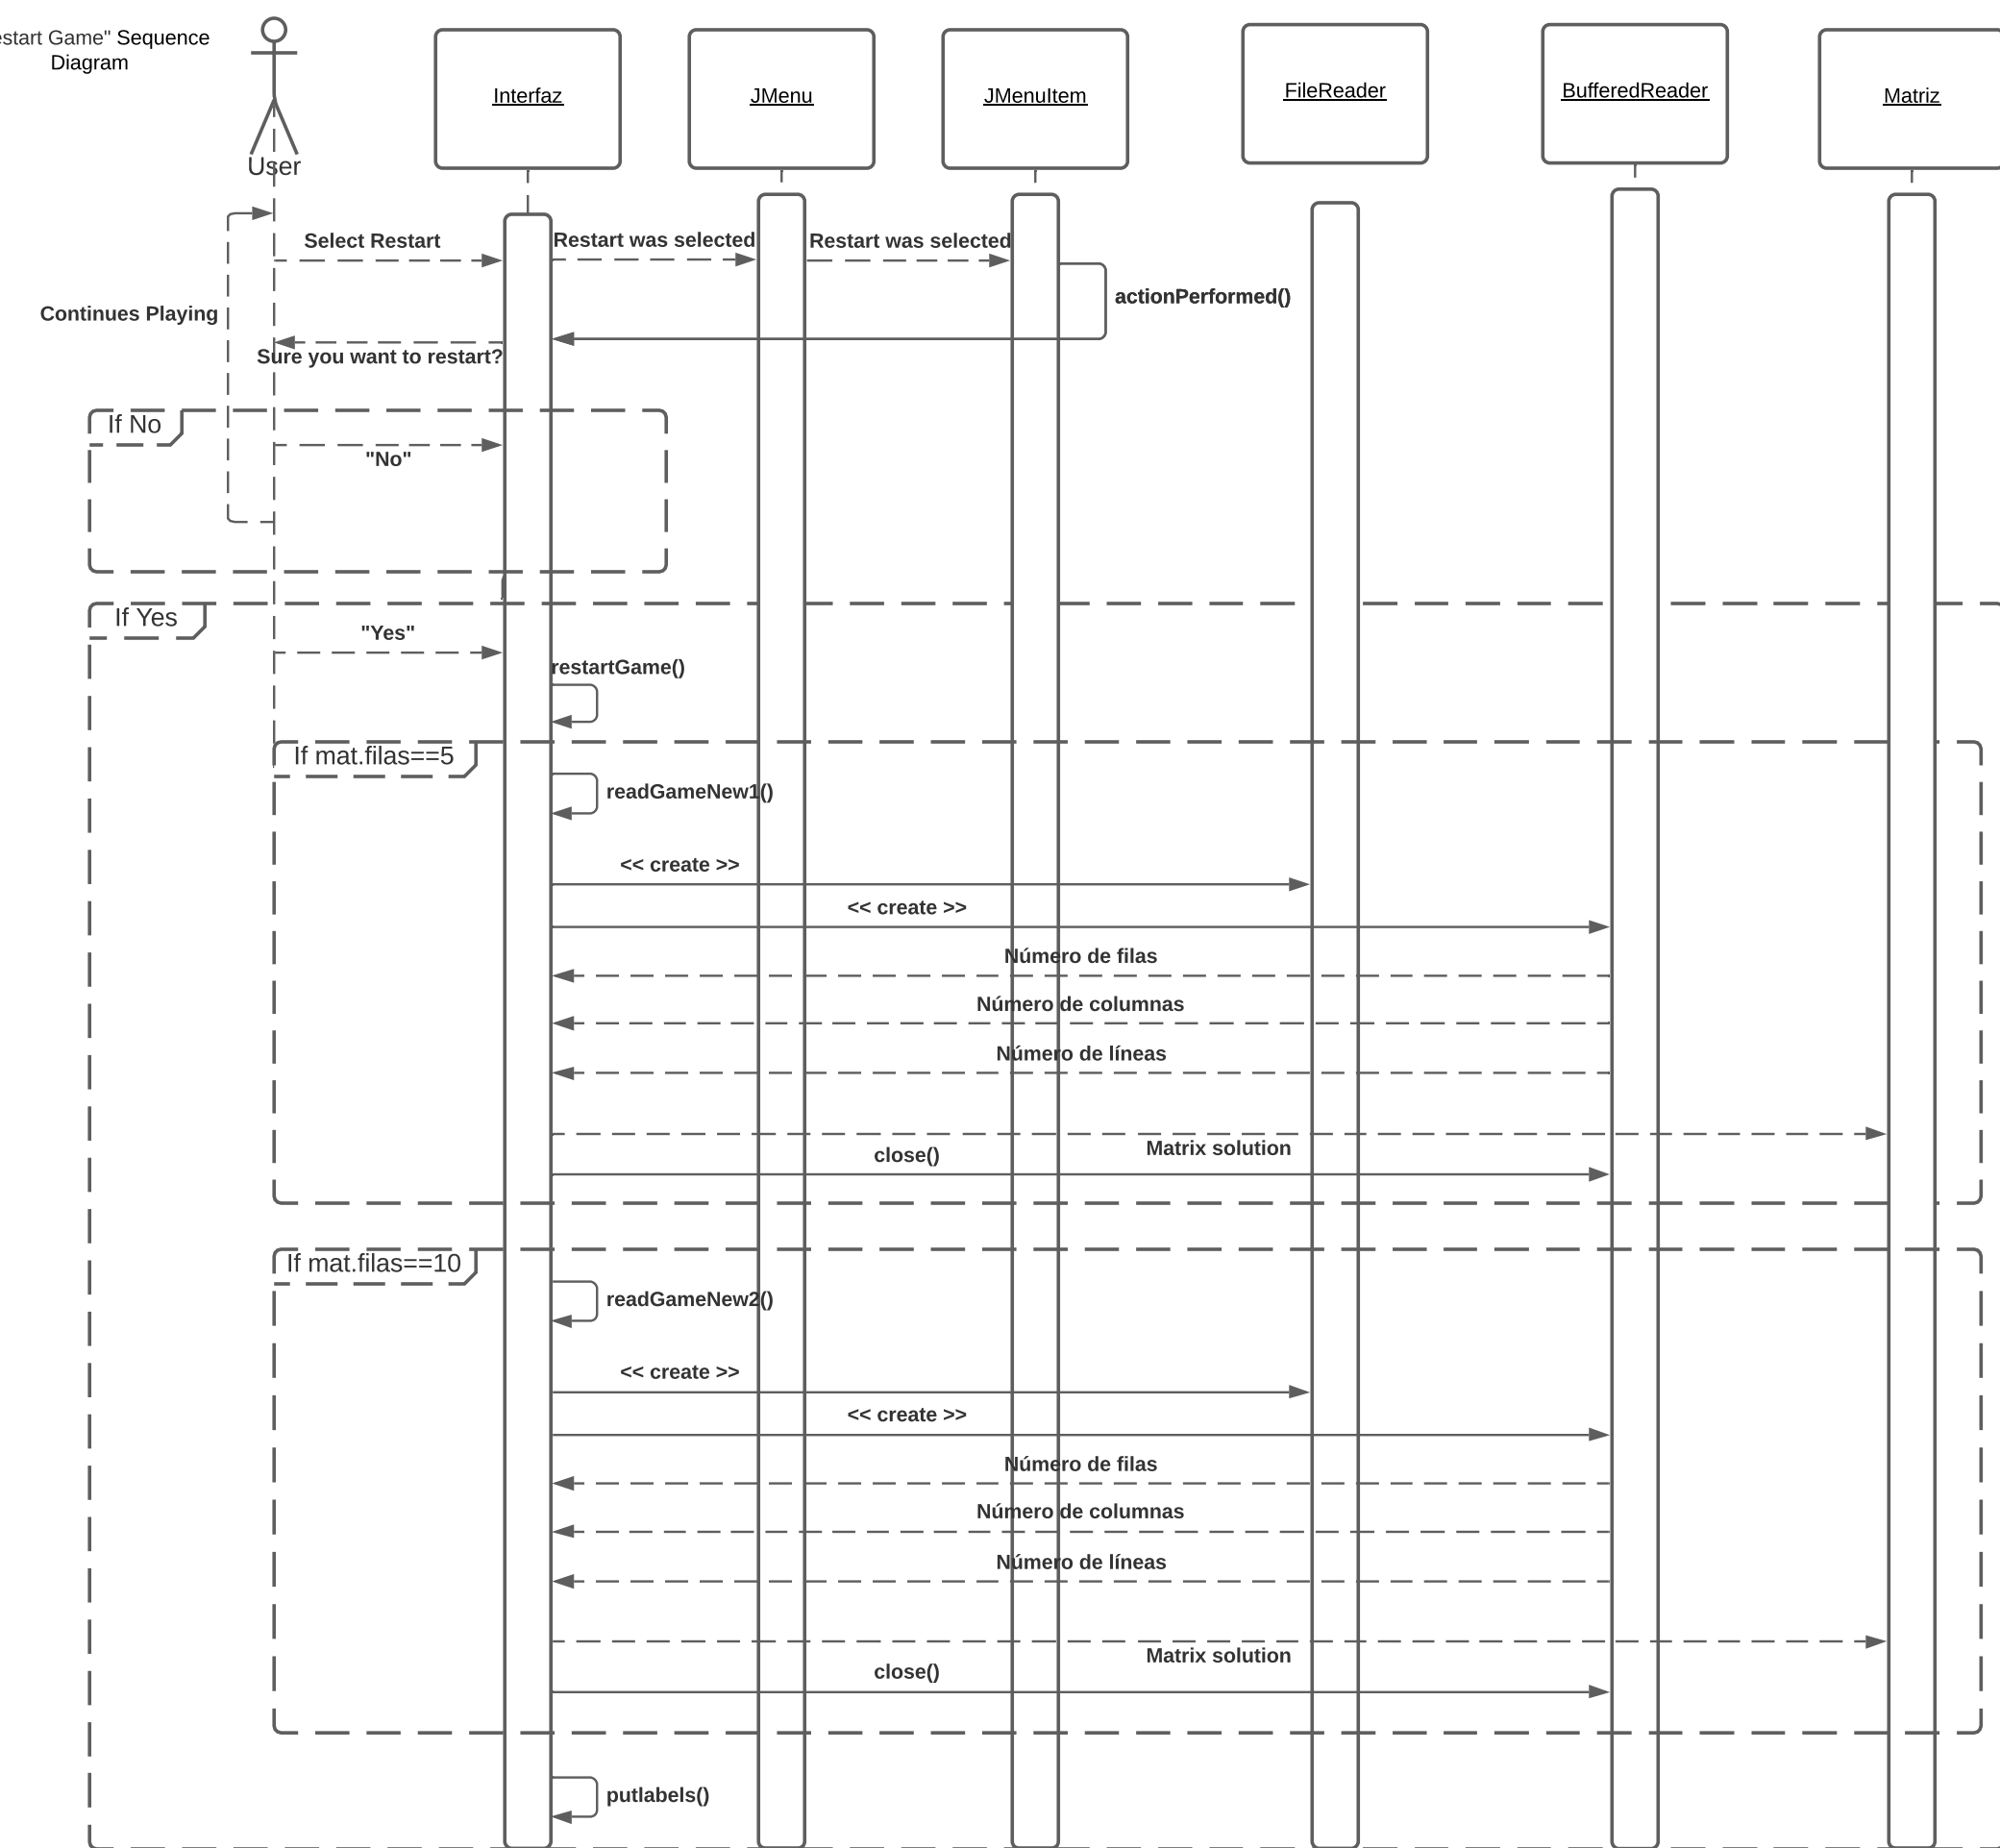 estart Game" Sequence
Diagram
User
Interfaz
JMenu
JMenuItem
FileReader
BufferedReader
Matriz
Select Restart
Restart was selected
Restart was selected
actionPerformed()
Continues Playing
Sure you want to restart?
If No
"No"
If Yes
"Yes"
restartGame()
If mat.filas==5
readGameNew1()
<< create >>
<< create >>
Número de filas
Número de columnas
Número de líneas
Matrix solution
close()
If mat.filas==10
readGameNew2()
<< create >>
<< create >>
Número de filas
Número de columnas
Número de líneas
Matrix solution
close()
putlabels()